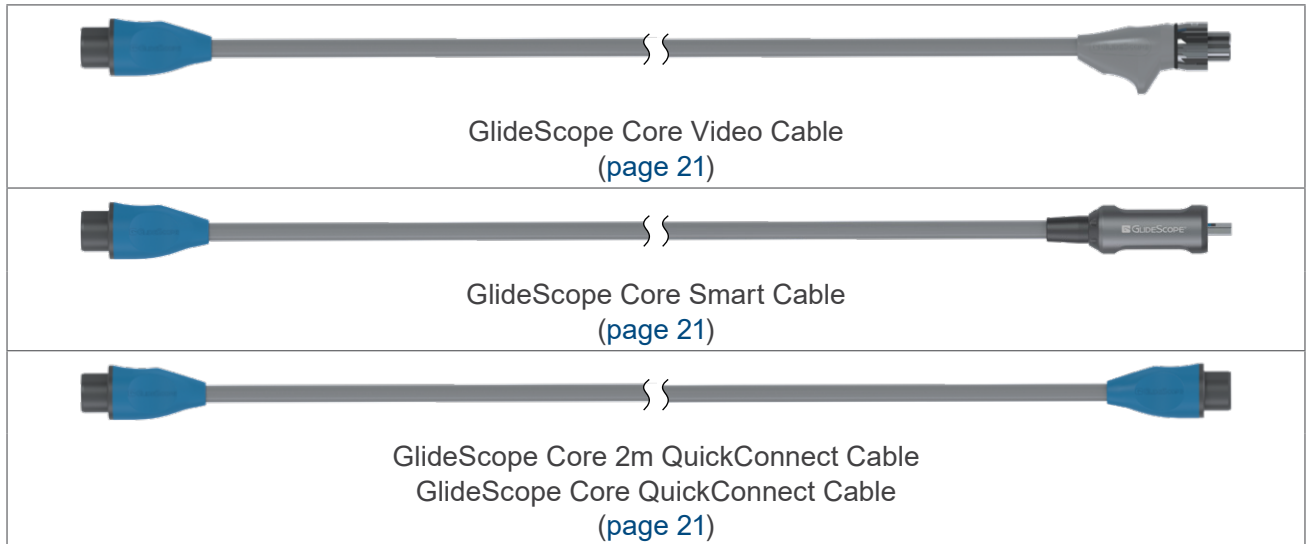 GlideScope Core Video Cable
(page 21)
GLIDESCOPE
GlideScope Core Smart Cable
(page 21)
GlideScope Core 2m QuickConnect Cable
GlideScope Core QuickConnect Cable
(page 21)